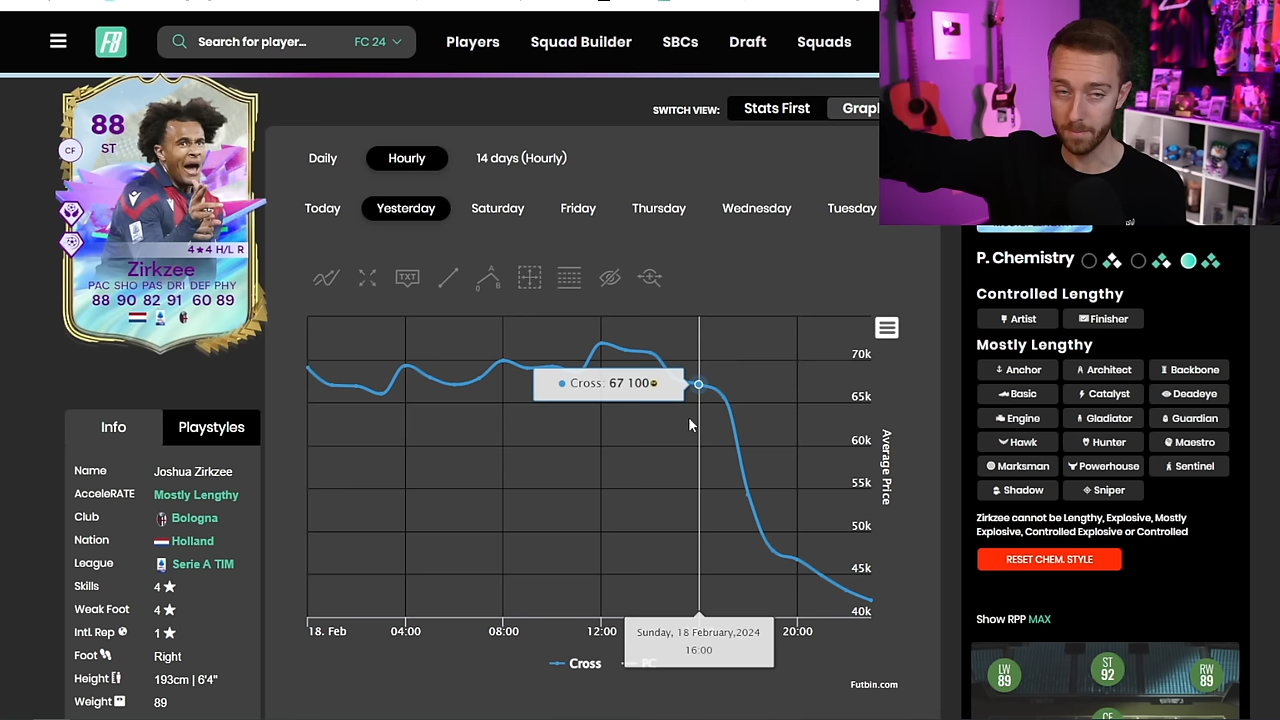 FB
Search for player... FC 24
Players
Squad Builder
SBCs
Draft
Squads
88
ST
CF
4★4 H/L R
Zirkzee
PAC SHO PAS DRI DEF PHY
88 90 82 91 60 89
SWITCH VIEW: Stats First
Daily
Hourly
14 days (Hourly)
Today
Yesterday
Saturday
Friday
Thursday
Wednesday
Tuesday
TXT
70k
65k
60k
55k
50k
45k
40k
Average Price
Cross: 67 100
18. Feb
04:00
08:00
12:00
20:00
Sunday, 18 February,2024
16:00
Cross
PC
Futbin.com
Info
Playstyles
Name Joshua Zirkzee
AcceleRATE Mostly Lengthy
Club Bologna
Nation Holland
League Serie A TIM
Skills 4 ★
Weak Foot 4 ★
Intl. Rep 1 ★
Foot Right
Height 193cm | 6'4"
Weight 89
P. Chemistry
Controlled Lengthy
Artist
Finisher
Mostly Lengthy
Anchor
Architect
Backbone
Basic
Catalyst
Deadeye
Engine
Gladiator
Guardian
Hawk
Hunter
Maestro
Marksman
Powerhouse
Sentinel
Shadow
Sniper
Zirkzee cannot be Lengthy, Explosive, Mostly
Explosive, Controlled Explosive or Controlled
RESET CHEM. STYLE
Show RPP MAX
LW
89
ST
92
RW
89
CF